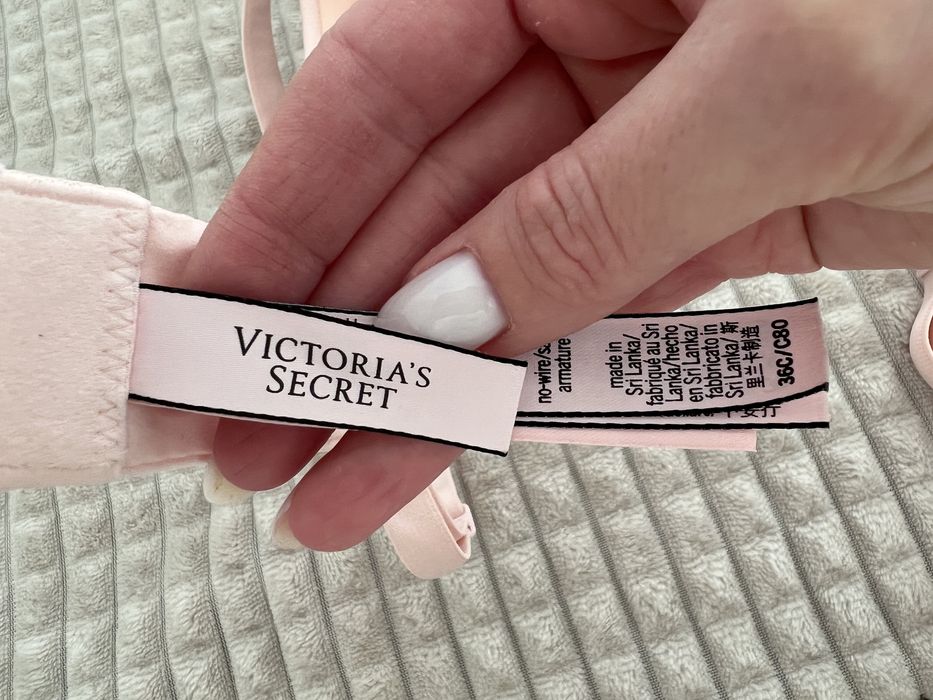 VICTORIA'S
SECRET
no-wire/s
armature
made in
Sri Lanka/
fabriqué au Sri
Lanka/hecho
en Sri Lanka/
fabbricato in
Sri Lanka/ 斯
里兰卡制造
36C/C80